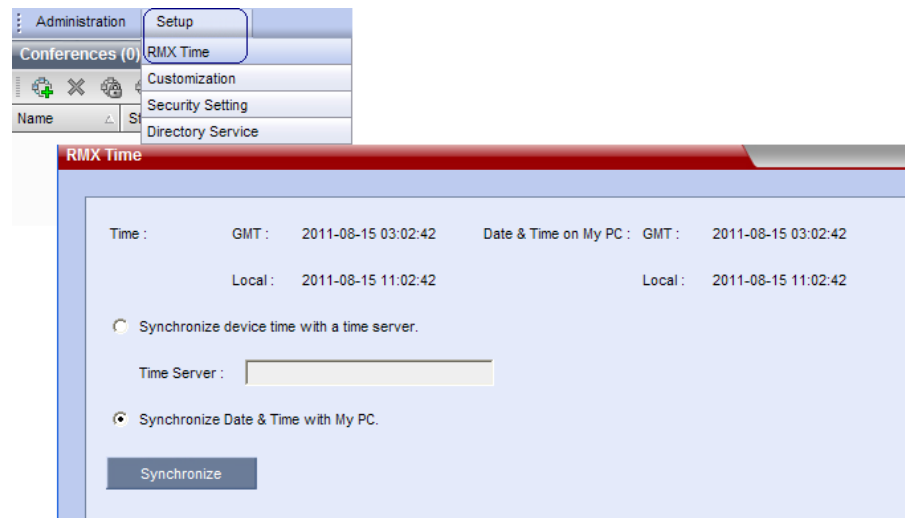 Administration Setup
Conferences (0) RMX Time
Customization
Security Setting
Name St Directory Service
RMX Time
Time : GMT : 2011-08-15 03:02:42 Date & Time on My PC : GMT : 2011-08-15 03:02:42
Local : 2011-08-15 11:02:42 Local : 2011-08-15 11:02:42
Synchronize device time with a time server.
Time Server :
Synchronize Date & Time with My PC.
Synchronize